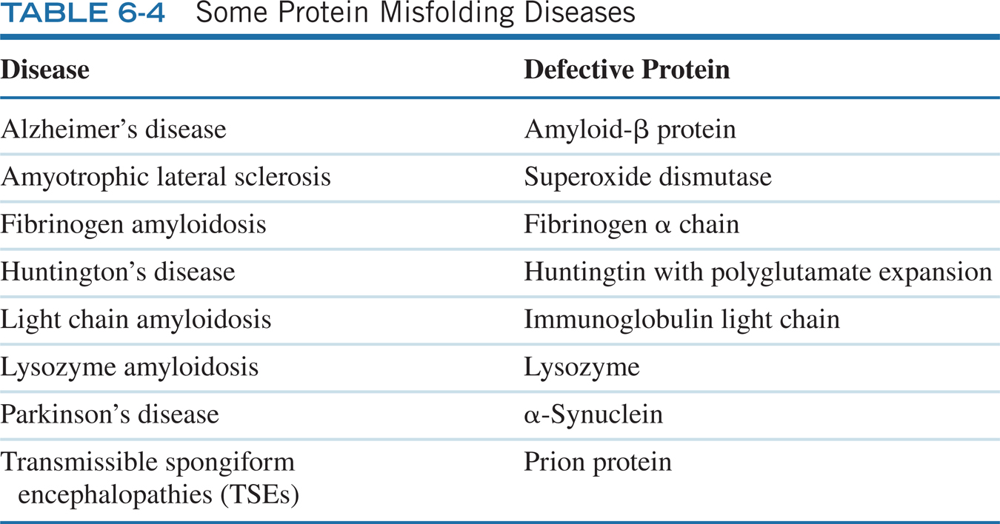 TABLE 6-4 Some Protein Misfolding Diseases
Disease Defective Protein
Alzheimer’s disease Amyloid-β protein
Amyotrophic lateral sclerosis Superoxide dismutase
Fibrinogen amyloidosis Fibrinogen α chain
Huntington’s disease Huntingtin with polyglutamate expansion
Light chain amyloidosis Immunoglobulin light chain
Lysozyme amyloidosis Lysozyme
Parkinson’s disease α-Synuclein
Transmissible spongiform Prion protein
encephalopathies (TSEs)